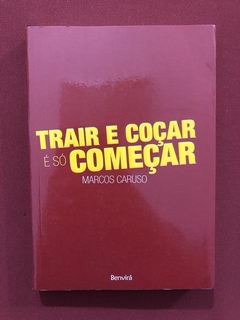 TRAIR E COÇAR
É SÓ COMEÇAR
MARCOS CARUSO
Benvirá